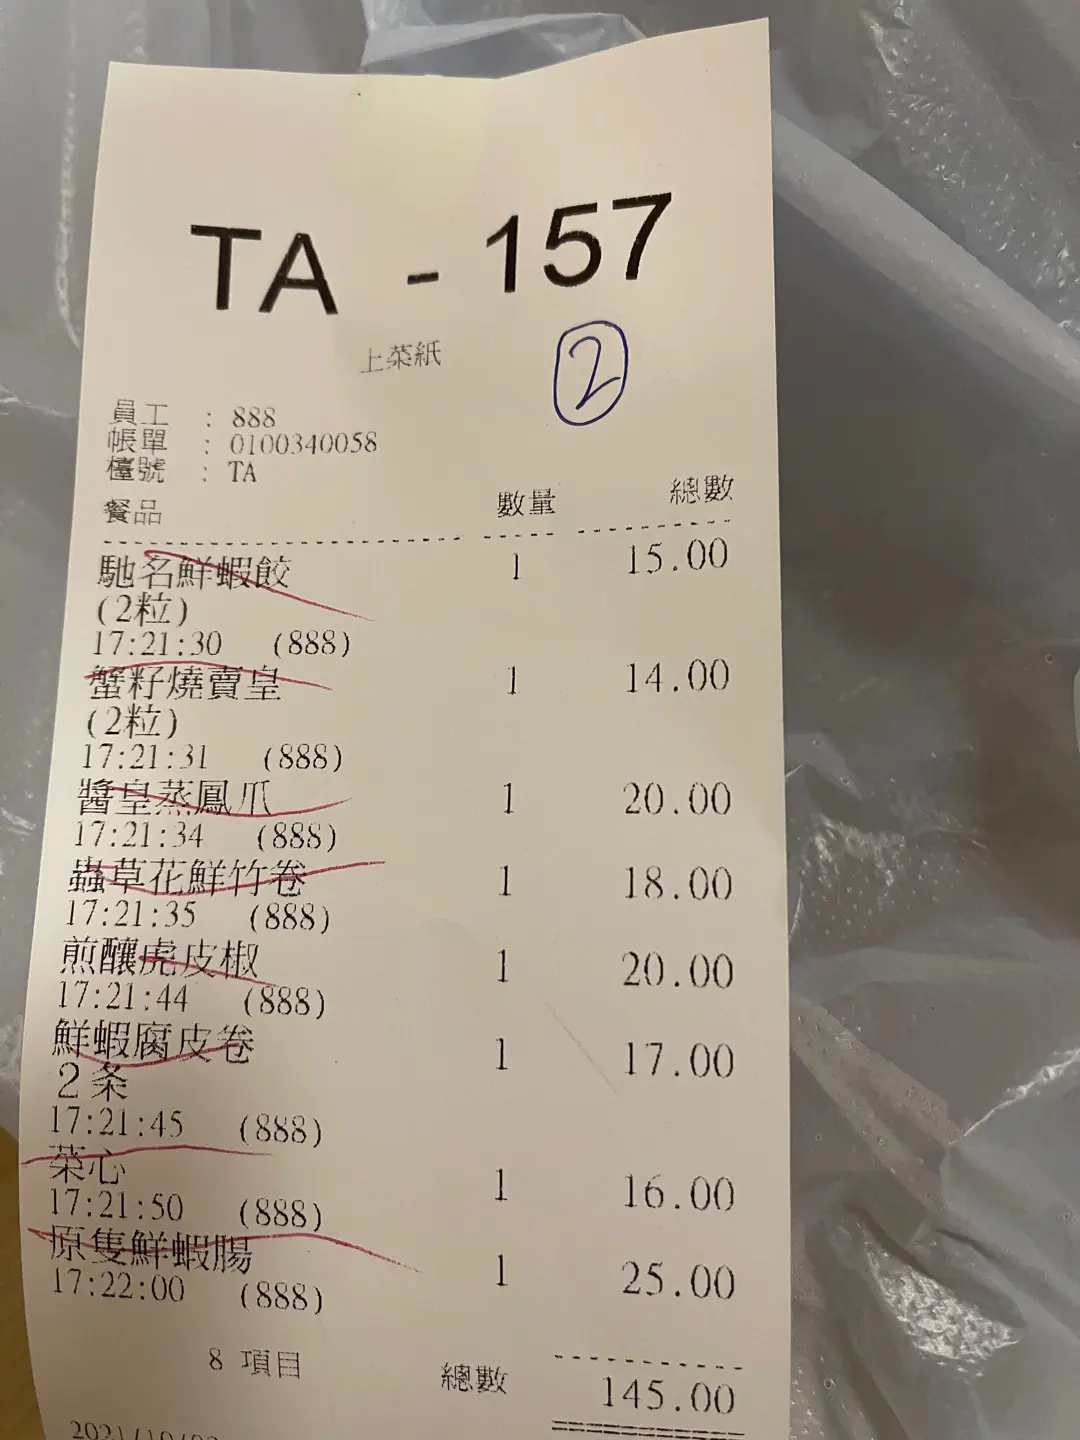 TA - 157
上菜紙
2
員工 : 888
帳單 : 0100340058
檯號 : TA
餐品 數量 總數
馳名鮮蝦餃 1 15.00
(2粒)
17:21:30 (888)
蟹籽燒賣皇 1 14.00
(2粒)
17:21:31 (888)
醬皇蒸鳳爪 1 20.00
17:21:34 (888)
蟲草花鮮竹卷 1 18.00
17:21:35 (888)
煎釀虎皮椒 1 20.00
17:21:44 (888)
鮮蝦腐皮卷 1 17.00
2条
17:21:45 (888)
菜心 1 16.00
17:21:50 (888)
原隻鮮蝦腸 1 25.00
17:22:00 (888)
8 項目 總數 145.00